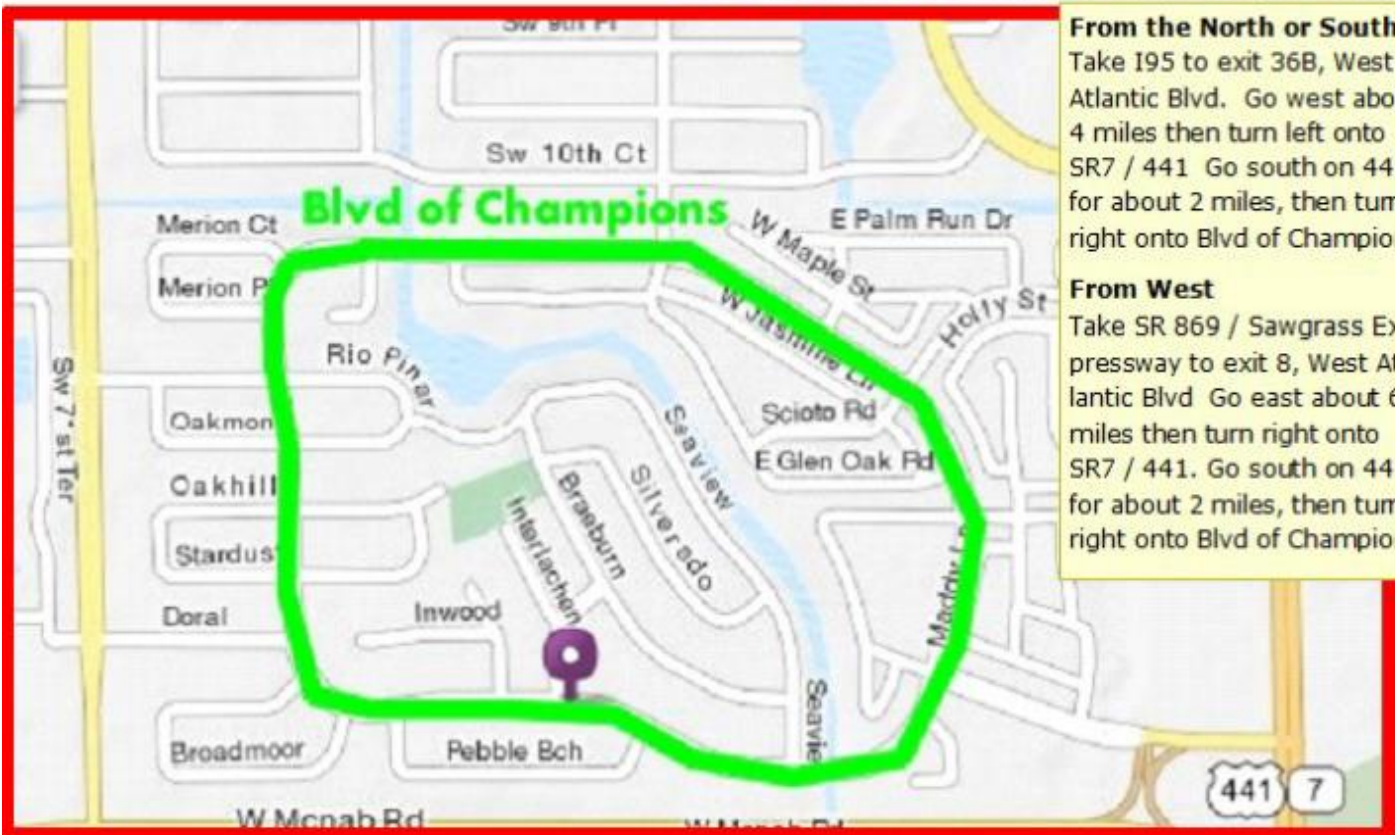 From the North or South
Take I95 to exit 36B, West
Atlantic Blvd. Go west abo
4 miles then turn left onto
SR7 / 441 Go south on 44
for about 2 miles, then turn
right onto Blvd of Champio
From West
Take SR 869 / Sawgrass Ex
pressway to exit 8, West At
lantic Blvd Go east about 6
miles then turn right onto
SR7 / 441. Go south on 44
for about 2 miles, then turn
right onto Blvd of Champio
Sw 9th Pl
Sw 10th Ct
Blvd of Champions
Merion Ct
W Maple St
E Palm Run Dr
Merion P
W Jasmine Ln
Holly St
Rio Pinar
Sw 7
st Ter
Oakmon
Scioto Rd
Seaview
E Glen Oak Rd
Oakhill
Braeburn
Silverado
Interlachen
Stardus
Doral
Inwood
Maddy L
Seavie
Broadmoor
Pebble Bch
441
7
W Mcnab Rd
W Mcnab Rd